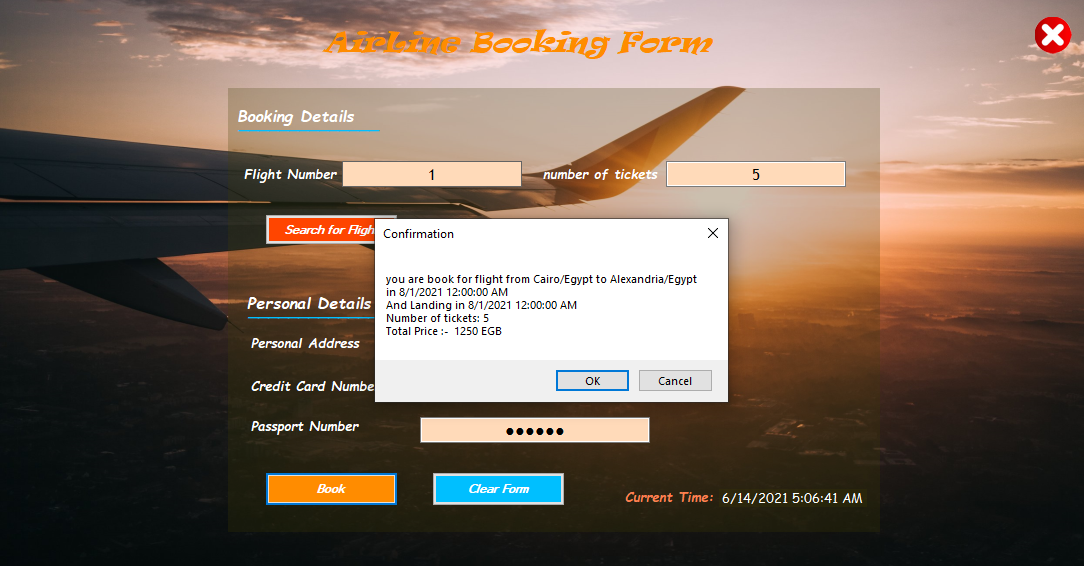 AirLine Booking Form
Booking Details
Flight Number 1 number of tickets 5
Search for Fligh
Confirmation
you are book for flight from Cairo/Egypt to Alexandria/Egypt
in 8/1/2021 12:00:00 AM
And Landing in 8/1/2021 12:00:00 AM
Number of tickets: 5
Total Price :- 1250 EGB
OK Cancel
Personal Details
Personal Address
Credit Card Numbe
Passport Number ●●●●●●
Book Clear Form
Current Time: 6/14/2021 5:06:41 AM